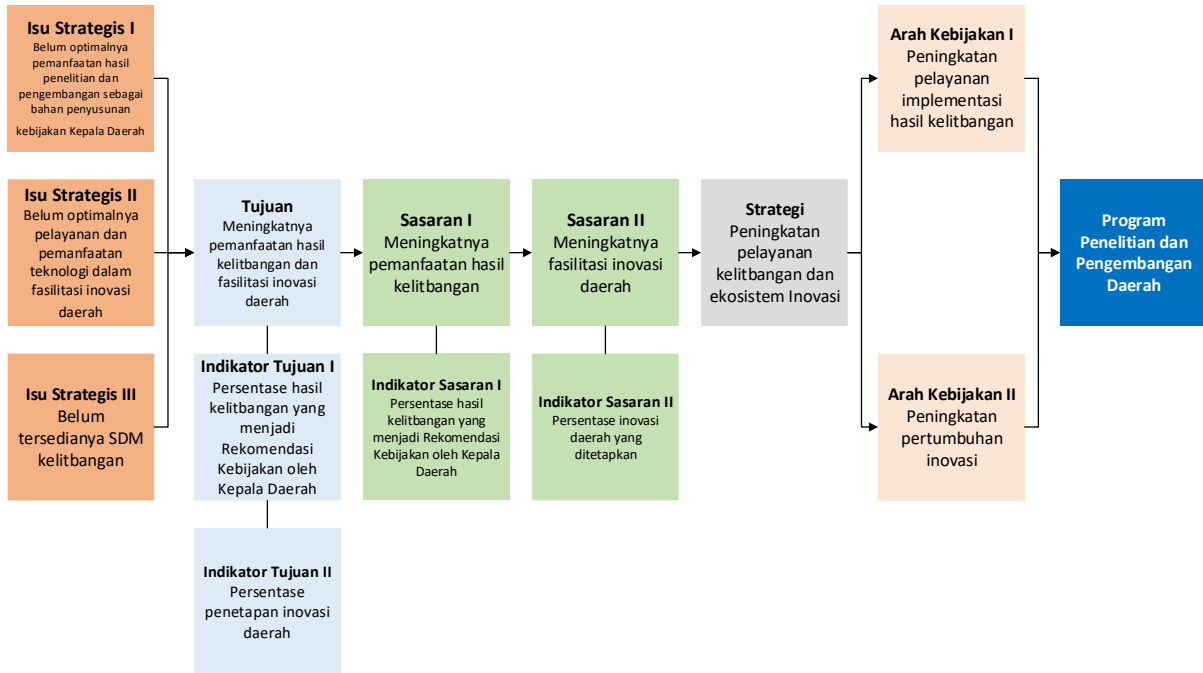 Isu Strategis I
Belum optimalnya
pemanfaatan hasil
penelitian dan
pengembangan sebagai
bahan penyusunan
kebijakan Kepala Daerah
Isu Strategis II
Belum optimalnya
pelayanan dan
pemanfaatan
teknologi dalam
fasilitasi inovasi
daerah
Isu Strategis III
Belum
tersedianya SDM
kelitbangan
Tujuan
Meningkatnya
pemanfaatan hasil
kelitbangan dan
fasilitasi inovasi
daerah
Indikator Tujuan I
Persentase hasil
kelitbangan yang
menjadi
Rekomendasi
Kebijakan oleh
Kepala Daerah
Indikator Tujuan II
Persentase
penetapan inovasi
daerah
Sasaran I
Meningkatnya
pemanfaatan hasil
kelitbangan
Indikator Sasaran I
Persentase hasil
kelitbangan yang
menjadi Rekomendasi
Kebijakan oleh Kepala
Daerah
Sasaran II
Meningkatnya
fasilitasi inovasi
daerah
Indikator Sasaran II
Persentase inovasi
daerah yang
ditetapkan
Strategi
Peningkatan
pelayanan
kelitbangan dan
ekosistem Inovasi
Arah Kebijakan I
Peningkatan
pelayanan
implementasi
hasil kelitbangan
Arah Kebijakan II
Peningkatan
pertumbuhan
inovasi
Program
Penelitian dan
Pengembangan
Daerah